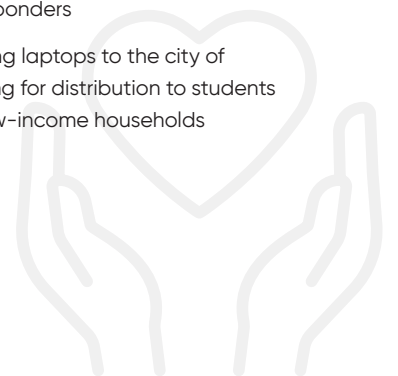 ponders
ng laptops to the city of
ng for distribution to students
w-income households